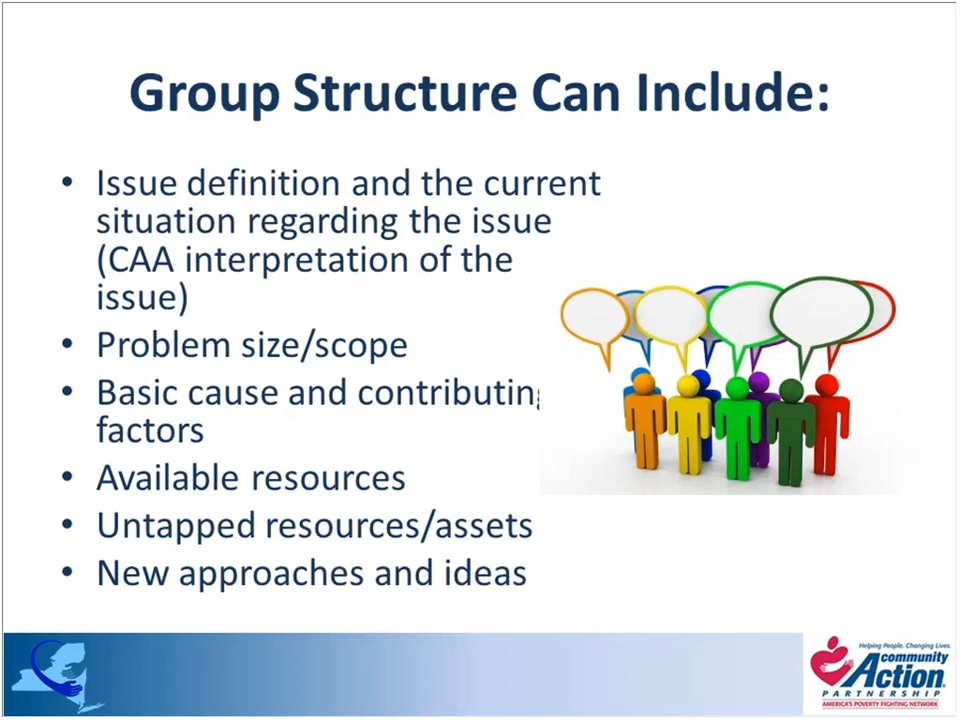 Group Structure Can Include:
• Issue definition and the current
situation regarding the issue
(CAA interpretation of the
issue)
• Problem size/scope
• Basic cause and contributing
factors
• Available resources
• Untapped resources/assets
• New approaches and ideas
Helping People. Changing Lives.
community
Action
PARTNERSHIP
AMERICA'S POVERTY FIGHTING NETWORK